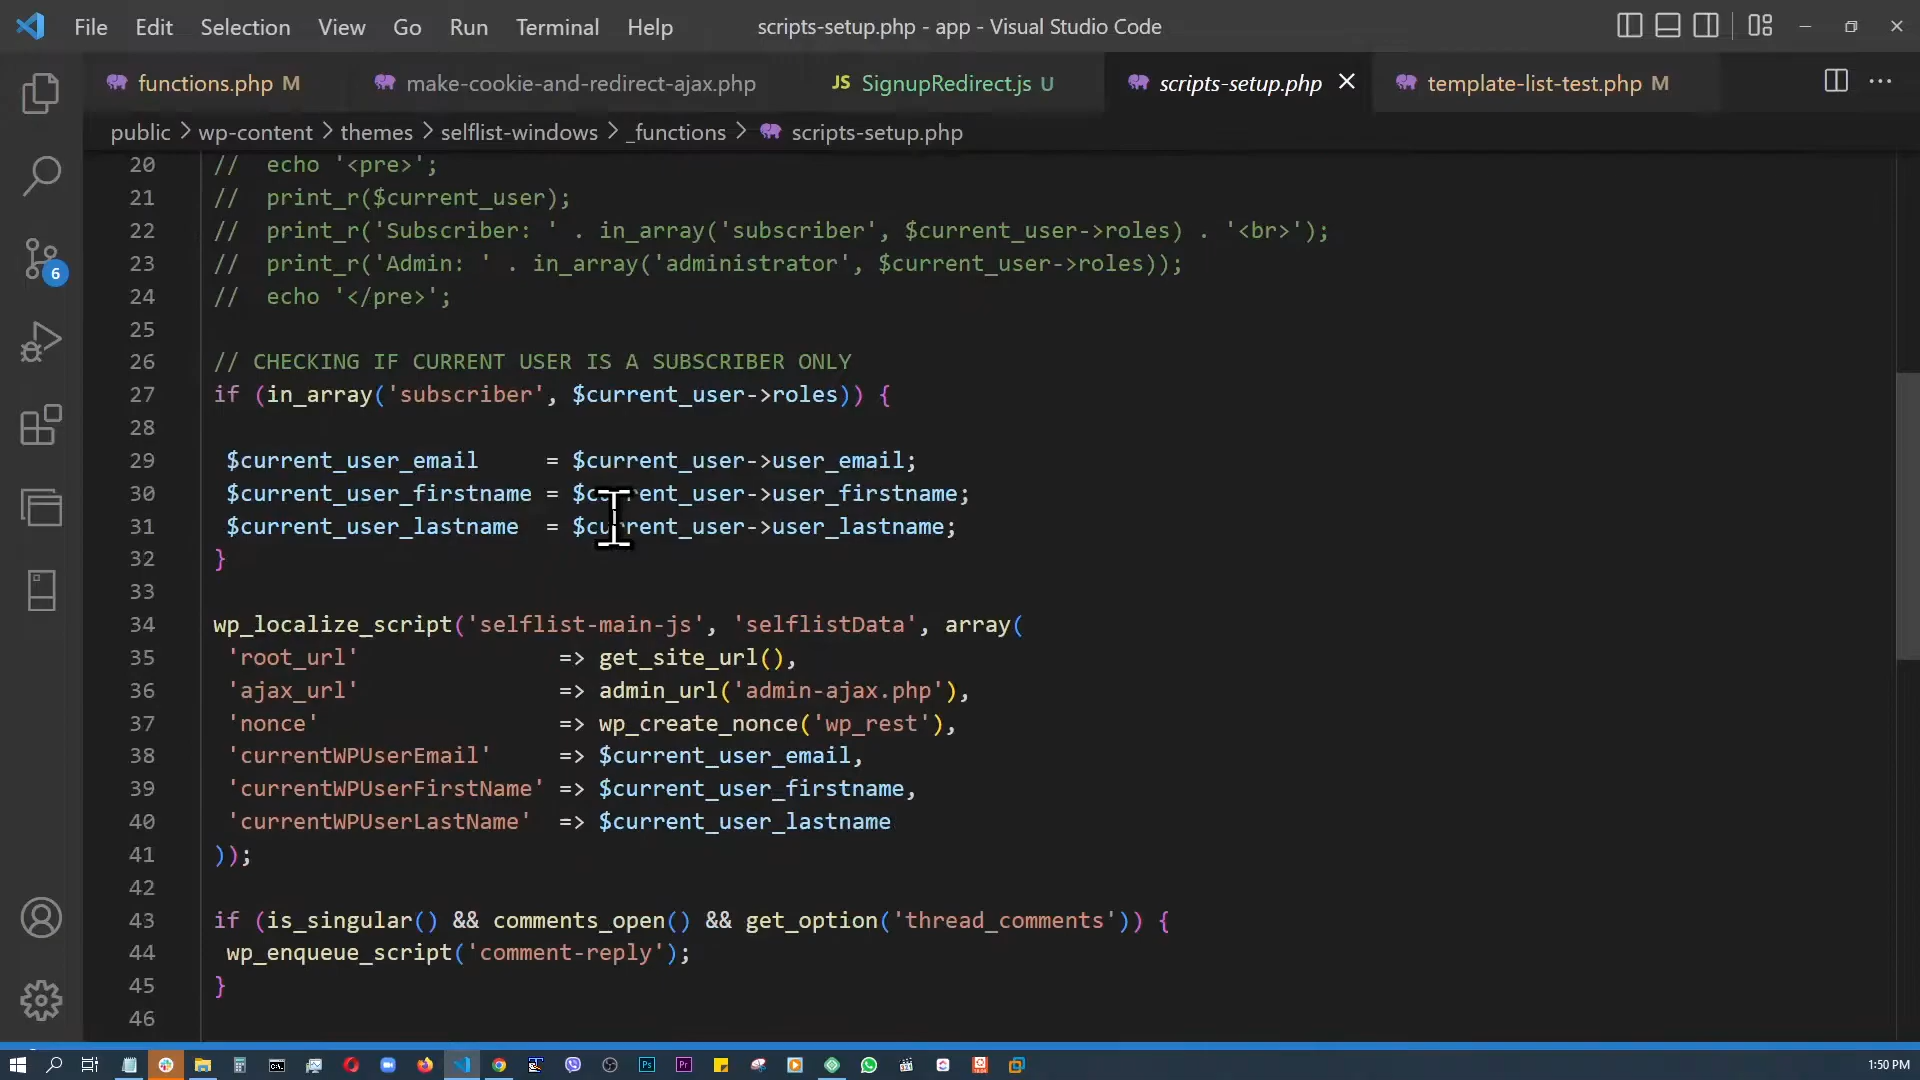 File Edit Selection View Go Run Terminal Help scripts-setup.php - app - Visual Studio Code
functions.php M make-cookie-and-redirect-ajax.php JS SignupRedirect.js U scripts-setup.php template-list-test.php M
public > wp-content > themes > selflist-windows > _functions > scripts-setup.php
20 //  echo '<pre>';
21 //  print_r($current_user);
22 //  print_r('Subscriber: ' . in_array('subscriber', $current_user->roles) . '<br>');
23 //  print_r('Admin: ' . in_array('administrator', $current_user->roles));
24 //  echo '</pre>';
25
26 // CHECKING IF CURRENT USER IS A SUBSCRIBER ONLY
27 if (in_array('subscriber', $current_user->roles)) {
28
29 $current_user_email     = $current_user->user_email;
30 $current_user_firstname = $current_user->user_firstname;
31 $current_user_lastname  = $current_user->user_lastname;
32 }
33
34 wp_localize_script('selflist-main-js', 'selflistData', array(
35 'root_url'               => get_site_url(),
36 'ajax_url'               => admin_url('admin-ajax.php'),
37 'nonce'                  => wp_create_nonce('wp_rest'),
38 'currentWPUserEmail'     => $current_user_email,
39 'currentWPUserFirstName' => $current_user_firstname,
40 'currentWPUserLastName'  => $current_user_lastname
41 ));
42
43 if (is_singular() && comments_open() && get_option('thread_comments')) {
44 wp_enqueue_script('comment-reply');
45 }
46
6
1:50 PM